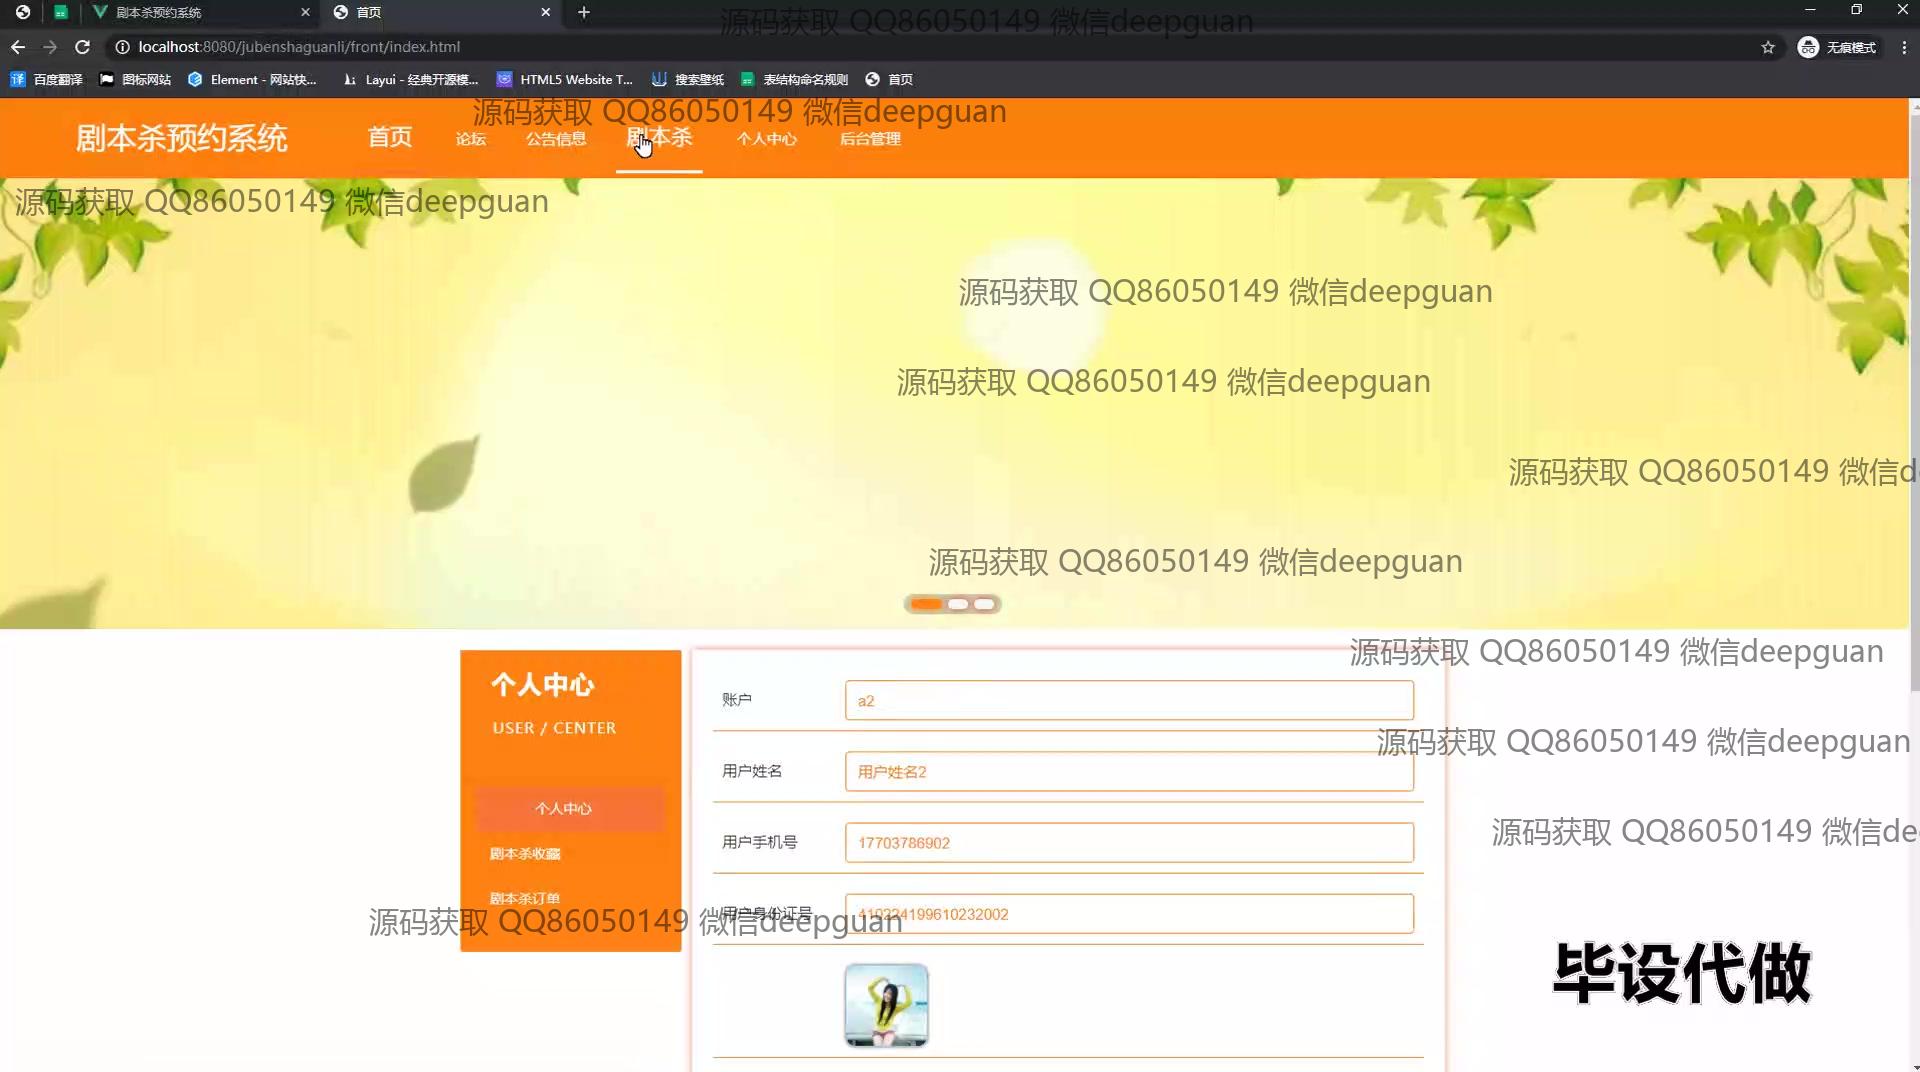 剧本杀预约系统
首页
localhost:8080/jubenshaguanli/front/index.html
无痕模式
百度翻译
图标网站
Element - 网站快...
Layui - 经典开源模...
HTML5 Website T...
搜索壁纸
表结构命名规则
首页
源码获取 QQ86050149 微信deepguan
源码获取 QQ86050149 微信deepguan
剧本杀预约系统
首页
论坛
公告信息
剧本杀
个人中心
后台管理
源码获取 QQ86050149 微信deepguan
源码获取 QQ86050149 微信deepguan
源码获取 QQ86050149 微信deepguan
源码获取 QQ86050149 微信d
源码获取 QQ86050149 微信deepguan
源码获取 QQ86050149 微信deepguan
个人中心
USER / CENTER
个人中心
剧本杀收藏
剧本杀订单
账户
a2
用户姓名
用户姓名2
源码获取 QQ86050149 微信deepguan
用户手机号
17703786902
源码获取 QQ86050149 微信de
用户身份证号
410224199610232002
源码获取 QQ86050149 微信deepguan
毕设代做